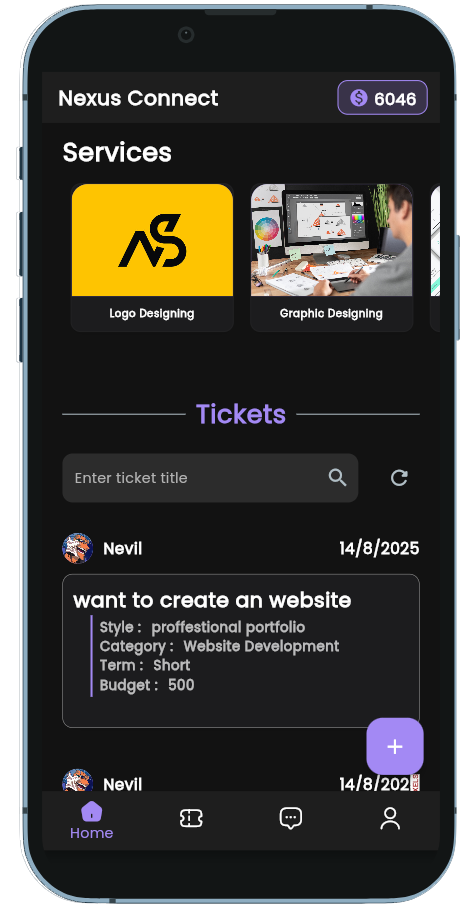 Nexus Connect
$ 6046
Services
NS
Logo Designing
Graphic Designing
Tickets
Enter ticket title
Nevil
14/8/2025
want to create an website
Style : proffestional portfolio
Category : Website Development
Term : Short
Budget : 500
+
Nevil
14/8/202
Home